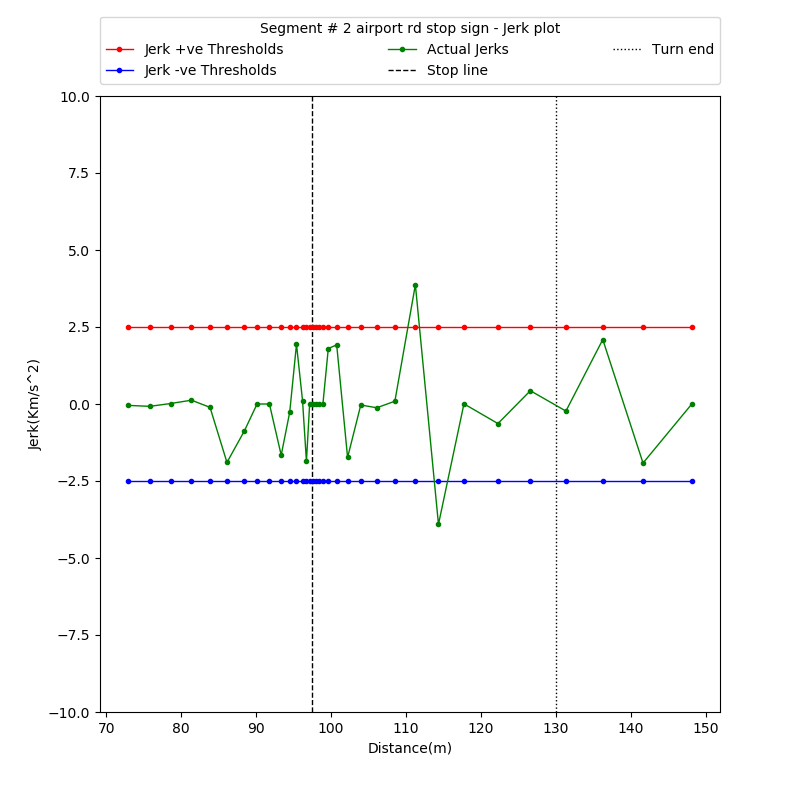 Segment # 2 airport rd stop sign - Jerk plot
Jerk +ve Thresholds Actual Jerks Turn end
Jerk -ve Thresholds Stop line
10.0
7.5
5.0
2.5
0.0
−2.5
−5.0
−7.5
−10.0
Jerk(Km/s^2)
70 80 90 100 110 120 130 140 150
Distance(m)